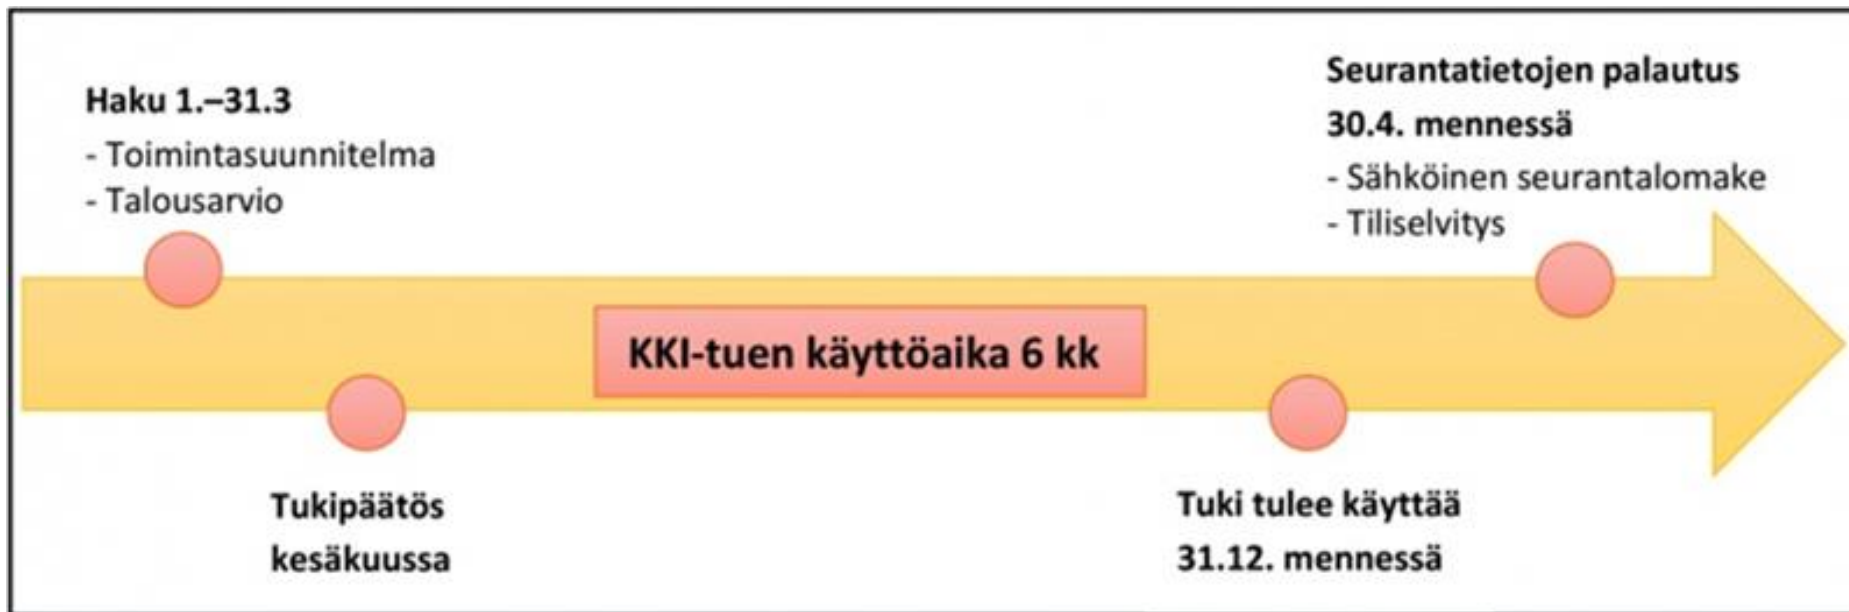 Haku 1.–31.3
- Toimintasuunnitelma
- Talousarvio
Seurantatietojen palautus
30.4. mennessä
- Sähköinen seurantalomake
- Tiliselvitys
KKI-tuen käyttöaika 6 kk
Tukipäätös
kesäkuussa
Tuki tulee käyttää
31.12. mennessä